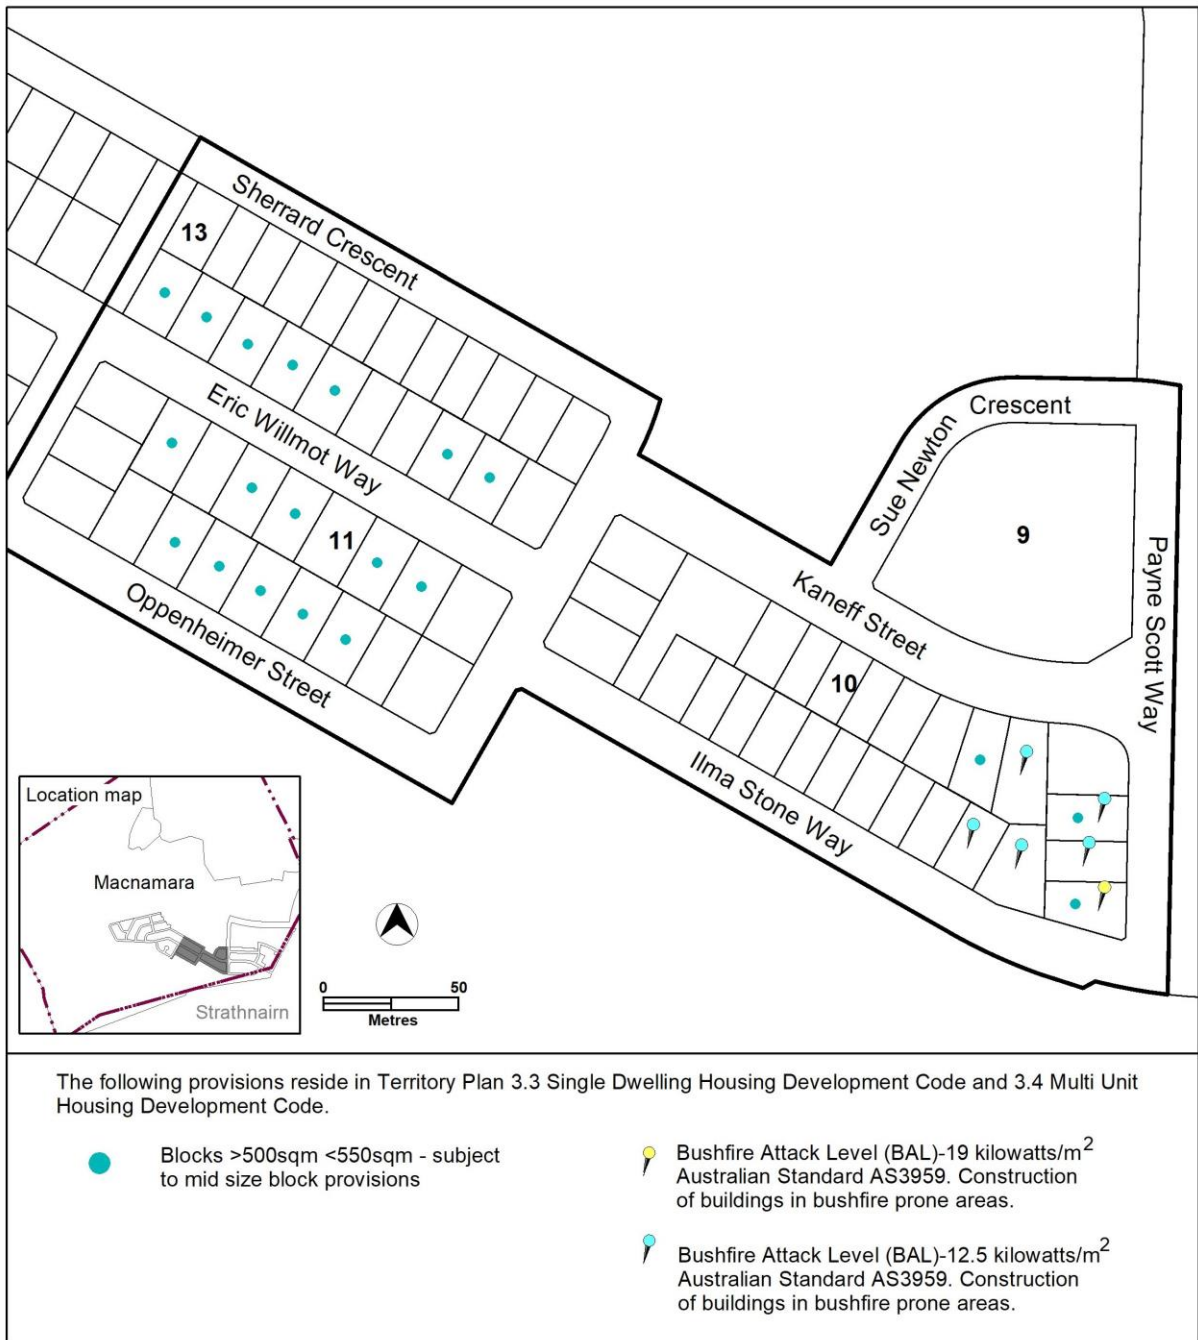 Sherrard Crescent
13
Eric Willmot Way
11
Oppenheimer Street
Crescent
Sue Newton
9
Payne Scott Way
Kaneff Street
10
Ilma Stone Way
Location map
Macnamara
Strathnairn
0 50
Metres
The following provisions reside in Territory Plan 3.3 Single Dwelling Housing Development Code and 3.4 Multi Unit
Housing Development Code.
Blocks >500sqm <550sqm - subject
to mid size block provisions
Bushfire Attack Level (BAL)-19 kilowatts/m²
Australian Standard AS3959. Construction
of buildings in bushfire prone areas.
Bushfire Attack Level (BAL)-12.5 kilowatts/m²
Australian Standard AS3959. Construction
of buildings in bushfire prone areas.